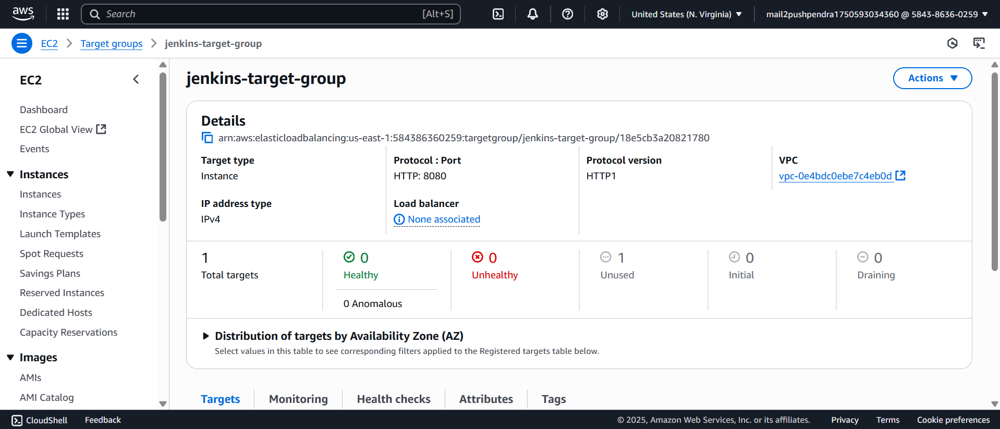 aws
Search [Alt+S]
United States (N. Virginia)
mail2pushpendra1750593034360 @ 5843-8636-0259
EC2
Target groups
jenkins-target-group
EC2
Dashboard
EC2 Global View
Events
Instances
Instances
Instance Types
Launch Templates
Spot Requests
Savings Plans
Reserved Instances
Dedicated Hosts
Capacity Reservations
Images
AMIs
AMI Catalog
jenkins-target-group
Actions
Details
arn:aws:elasticloadbalancing:us-east-1:584386360259:targetgroup/jenkins-target-group/18e5cb3a20821780
Target type
Instance
Protocol : Port
HTTP: 8080
Protocol version
HTTP1
VPC
vpc-0e4bdc0ebe7c4eb0d
IP address type
IPv4
Load balancer
None associated
1
Total targets
0
Healthy
0 Anomalous
0
Unhealthy
1
Unused
0
Initial
0
Draining
Distribution of targets by Availability Zone (AZ)
Select values in this table to see corresponding filters applied to the Registered targets table below.
Targets
Monitoring
Health checks
Attributes
Tags
CloudShell
Feedback
© 2025, Amazon Web Services, Inc. or its affiliates.
Privacy
Terms
Cookie preferences